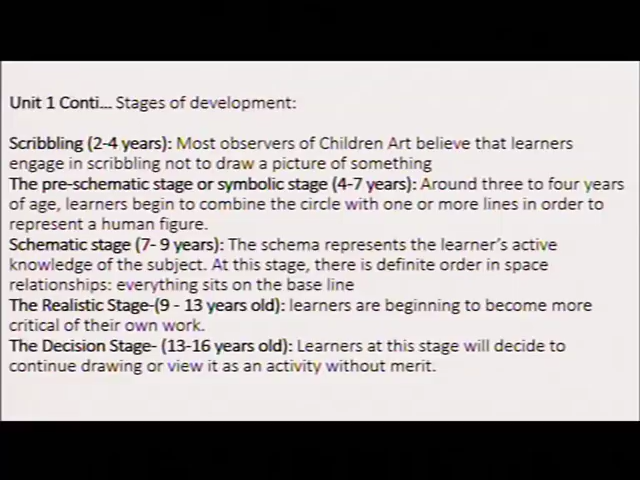 Unit 1 Conti... Stages of development:
Scribbling (2-4 years): Most observers of Children Art believe that learners
engage in scribbling not to draw a picture of something
The pre-schematic stage or symbolic stage (4-7 years): Around three to four years
of age, learners begin to combine the circle with one or more lines in order to
represent a human figure.
Schematic stage (7- 9 years): The schema represents the learner's active
knowledge of the subject. At this stage, there is definite order in space
relationships: everything sits on the base line
The Realistic Stage-(9 - 13 years old): learners are beginning to become more
critical of their own work.
The Decision Stage- (13-16 years old): Learners at this stage will decide to
continue drawing or view it as an activity without merit.